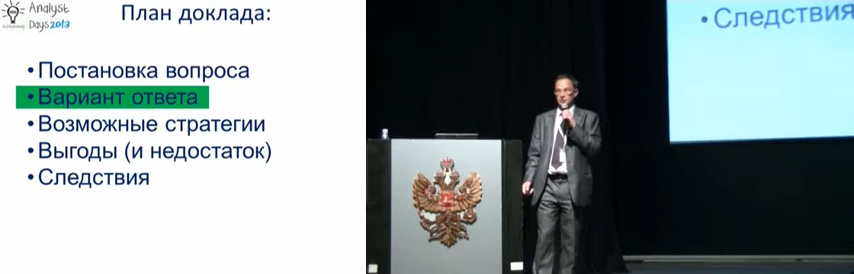 Analyst
Days 2013
План доклада:
• Постановка вопроса
• Вариант ответа
• Возможные стратегии
• Выгоды (и недостаток)
• Следствия
• Следствия